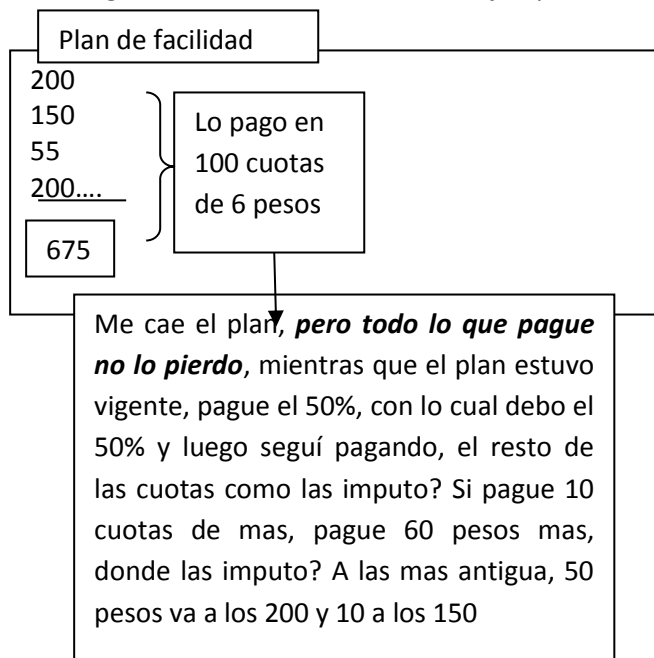 Plan de facilidad
200
150
55
200....
675
Lo pago en
100 cuotas
de 6 pesos
Me cae el plan, pero todo lo que pague
no lo pierdo, mientras que el plan estuvo
vigente, pague el 50%, con lo cual debo el
50% y luego seguí pagando, el resto de
las cuotas como las imputo? Si pague 10
cuotas de mas, pague 60 pesos mas,
donde las imputo? A las mas antigua, 50
pesos va a los 200 y 10 a los 150